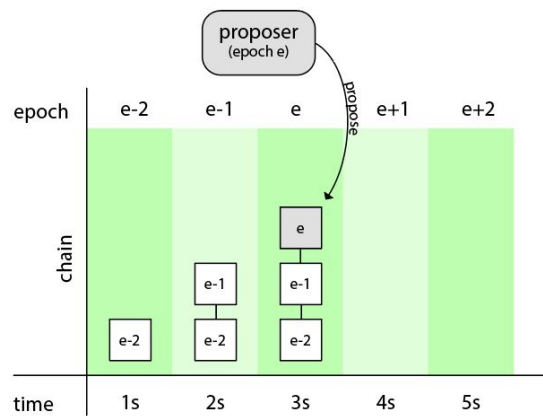 proposer
(epoch e)
propose
epoch e-2 e-1 e e+1 e+2
chain
e
e-1 e-1
e-2 e-2 e-2
time 1s 2s 3s 4s 5s